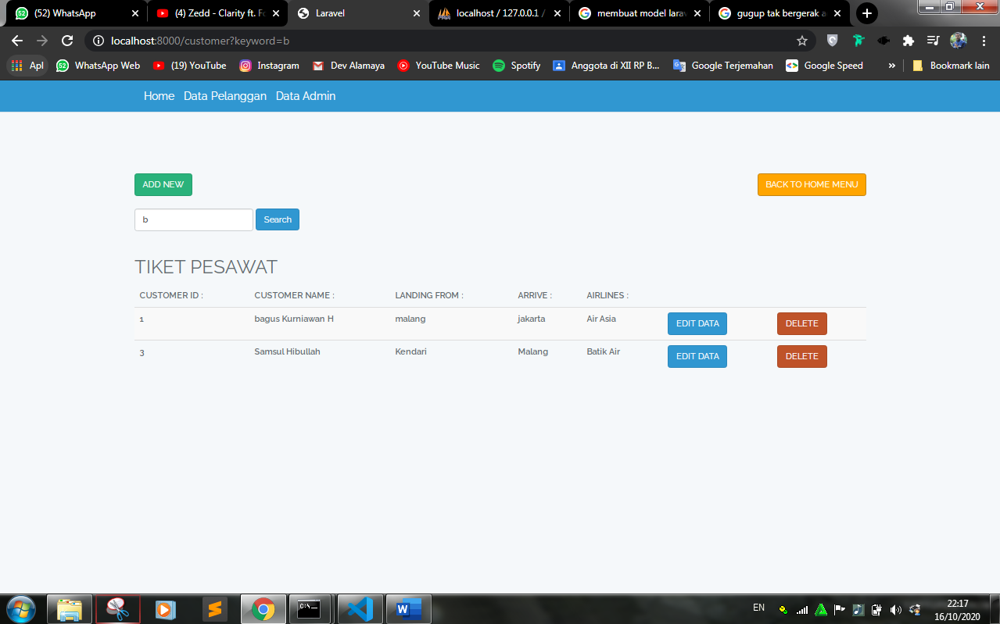 (52) WhatsApp
(4) Zedd - Clarity ft. Fo
Laravel
localhost / 127.0.0.1 /
membuat model larav
gugup tak bergerak a
localhost:8000/customer?keyword=b
Apl
WhatsApp Web
(19) YouTube
Instagram
Dev Alamaya
YouTube Music
Spotify
Anggota di XII RP B...
Google Terjemahan
Google Speed
»
Bookmark lain
Home Data Pelanggan Data Admin
ADD NEW
BACK TO HOME MENU
b
Search
TIKET PESAWAT
CUSTOMER ID : CUSTOMER NAME : LANDING FROM : ARRIVE : AIRLINES :
1 bagus Kurniawan H malang jakarta Air Asia EDIT DATA DELETE
3 Samsul Hibullah Kendari Malang Batik Air EDIT DATA DELETE
EN
22:17
16/10/2020